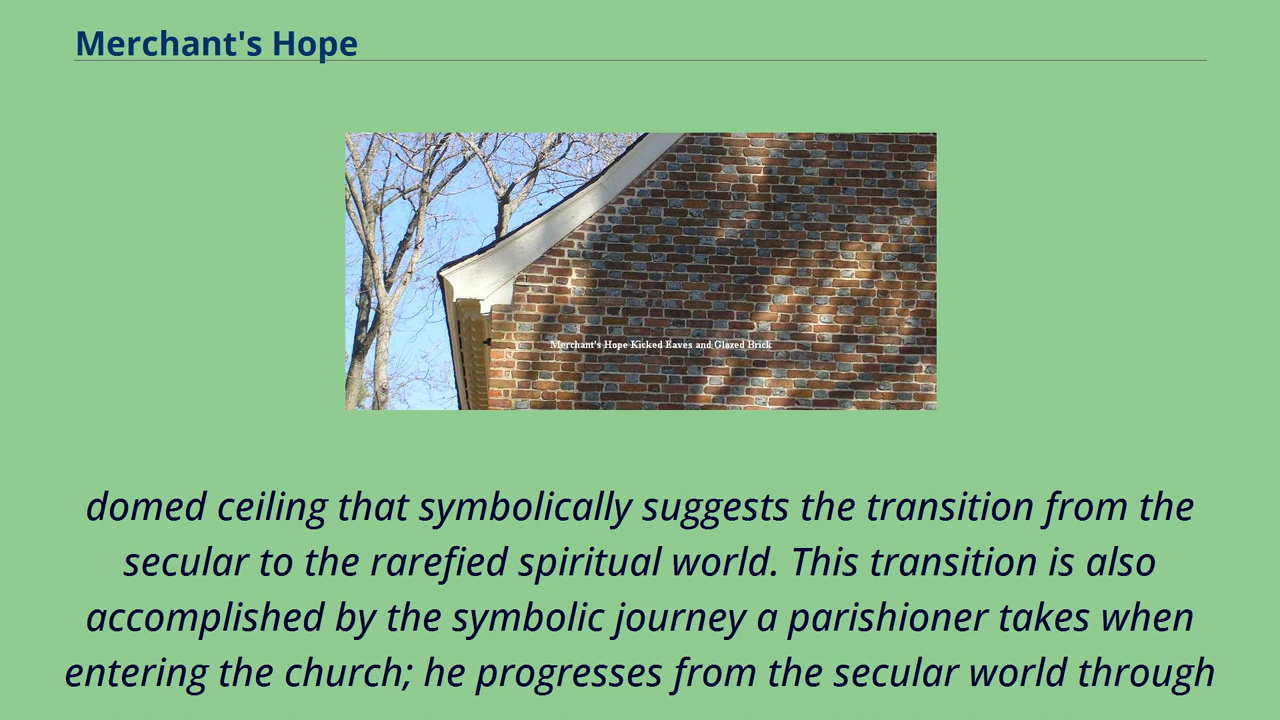 Merchant's Hope
Merchant's Hope Kicked Eaves and Glazed Brick
domed ceiling that symbolically suggests the transition from the
secular to the rarefied spiritual world. This transition is also
accomplished by the symbolic journey a parishioner takes when
entering the church; he progresses from the secular world through